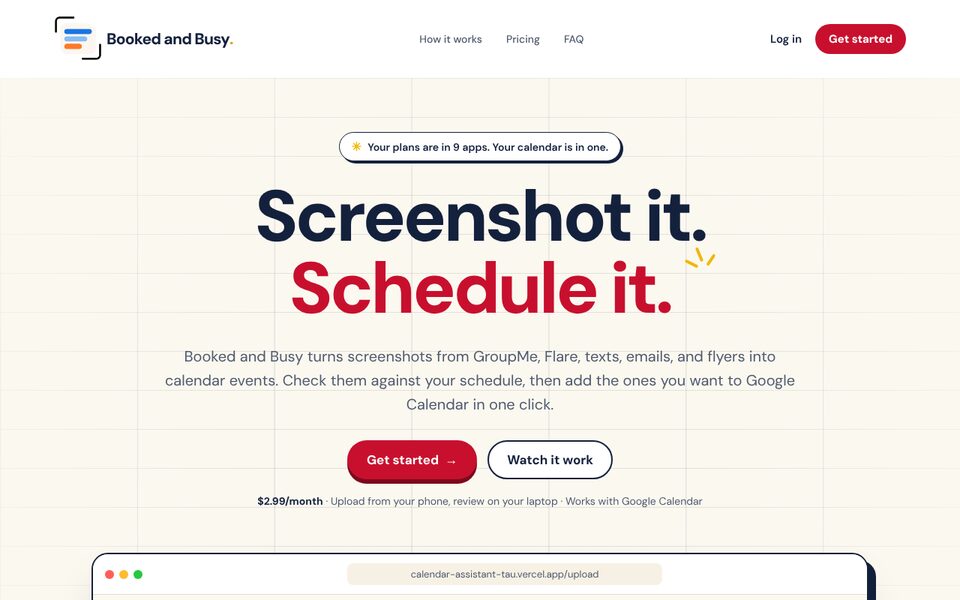 Booked and Busy.
How it works
Pricing
FAQ
Log in
Get started
Your plans are in 9 apps. Your calendar is in one.
Screenshot it.
Schedule it.
Booked and Busy turns screenshots from GroupMe, Flare, texts, emails, and flyers into
calendar events. Check them against your schedule, then add the ones you want to Google
Calendar in one click.
Get started →
Watch it work
$2.99/month · Upload from your phone, review on your laptop · Works with Google Calendar
calendar-assistant-tau.vercel.app/upload